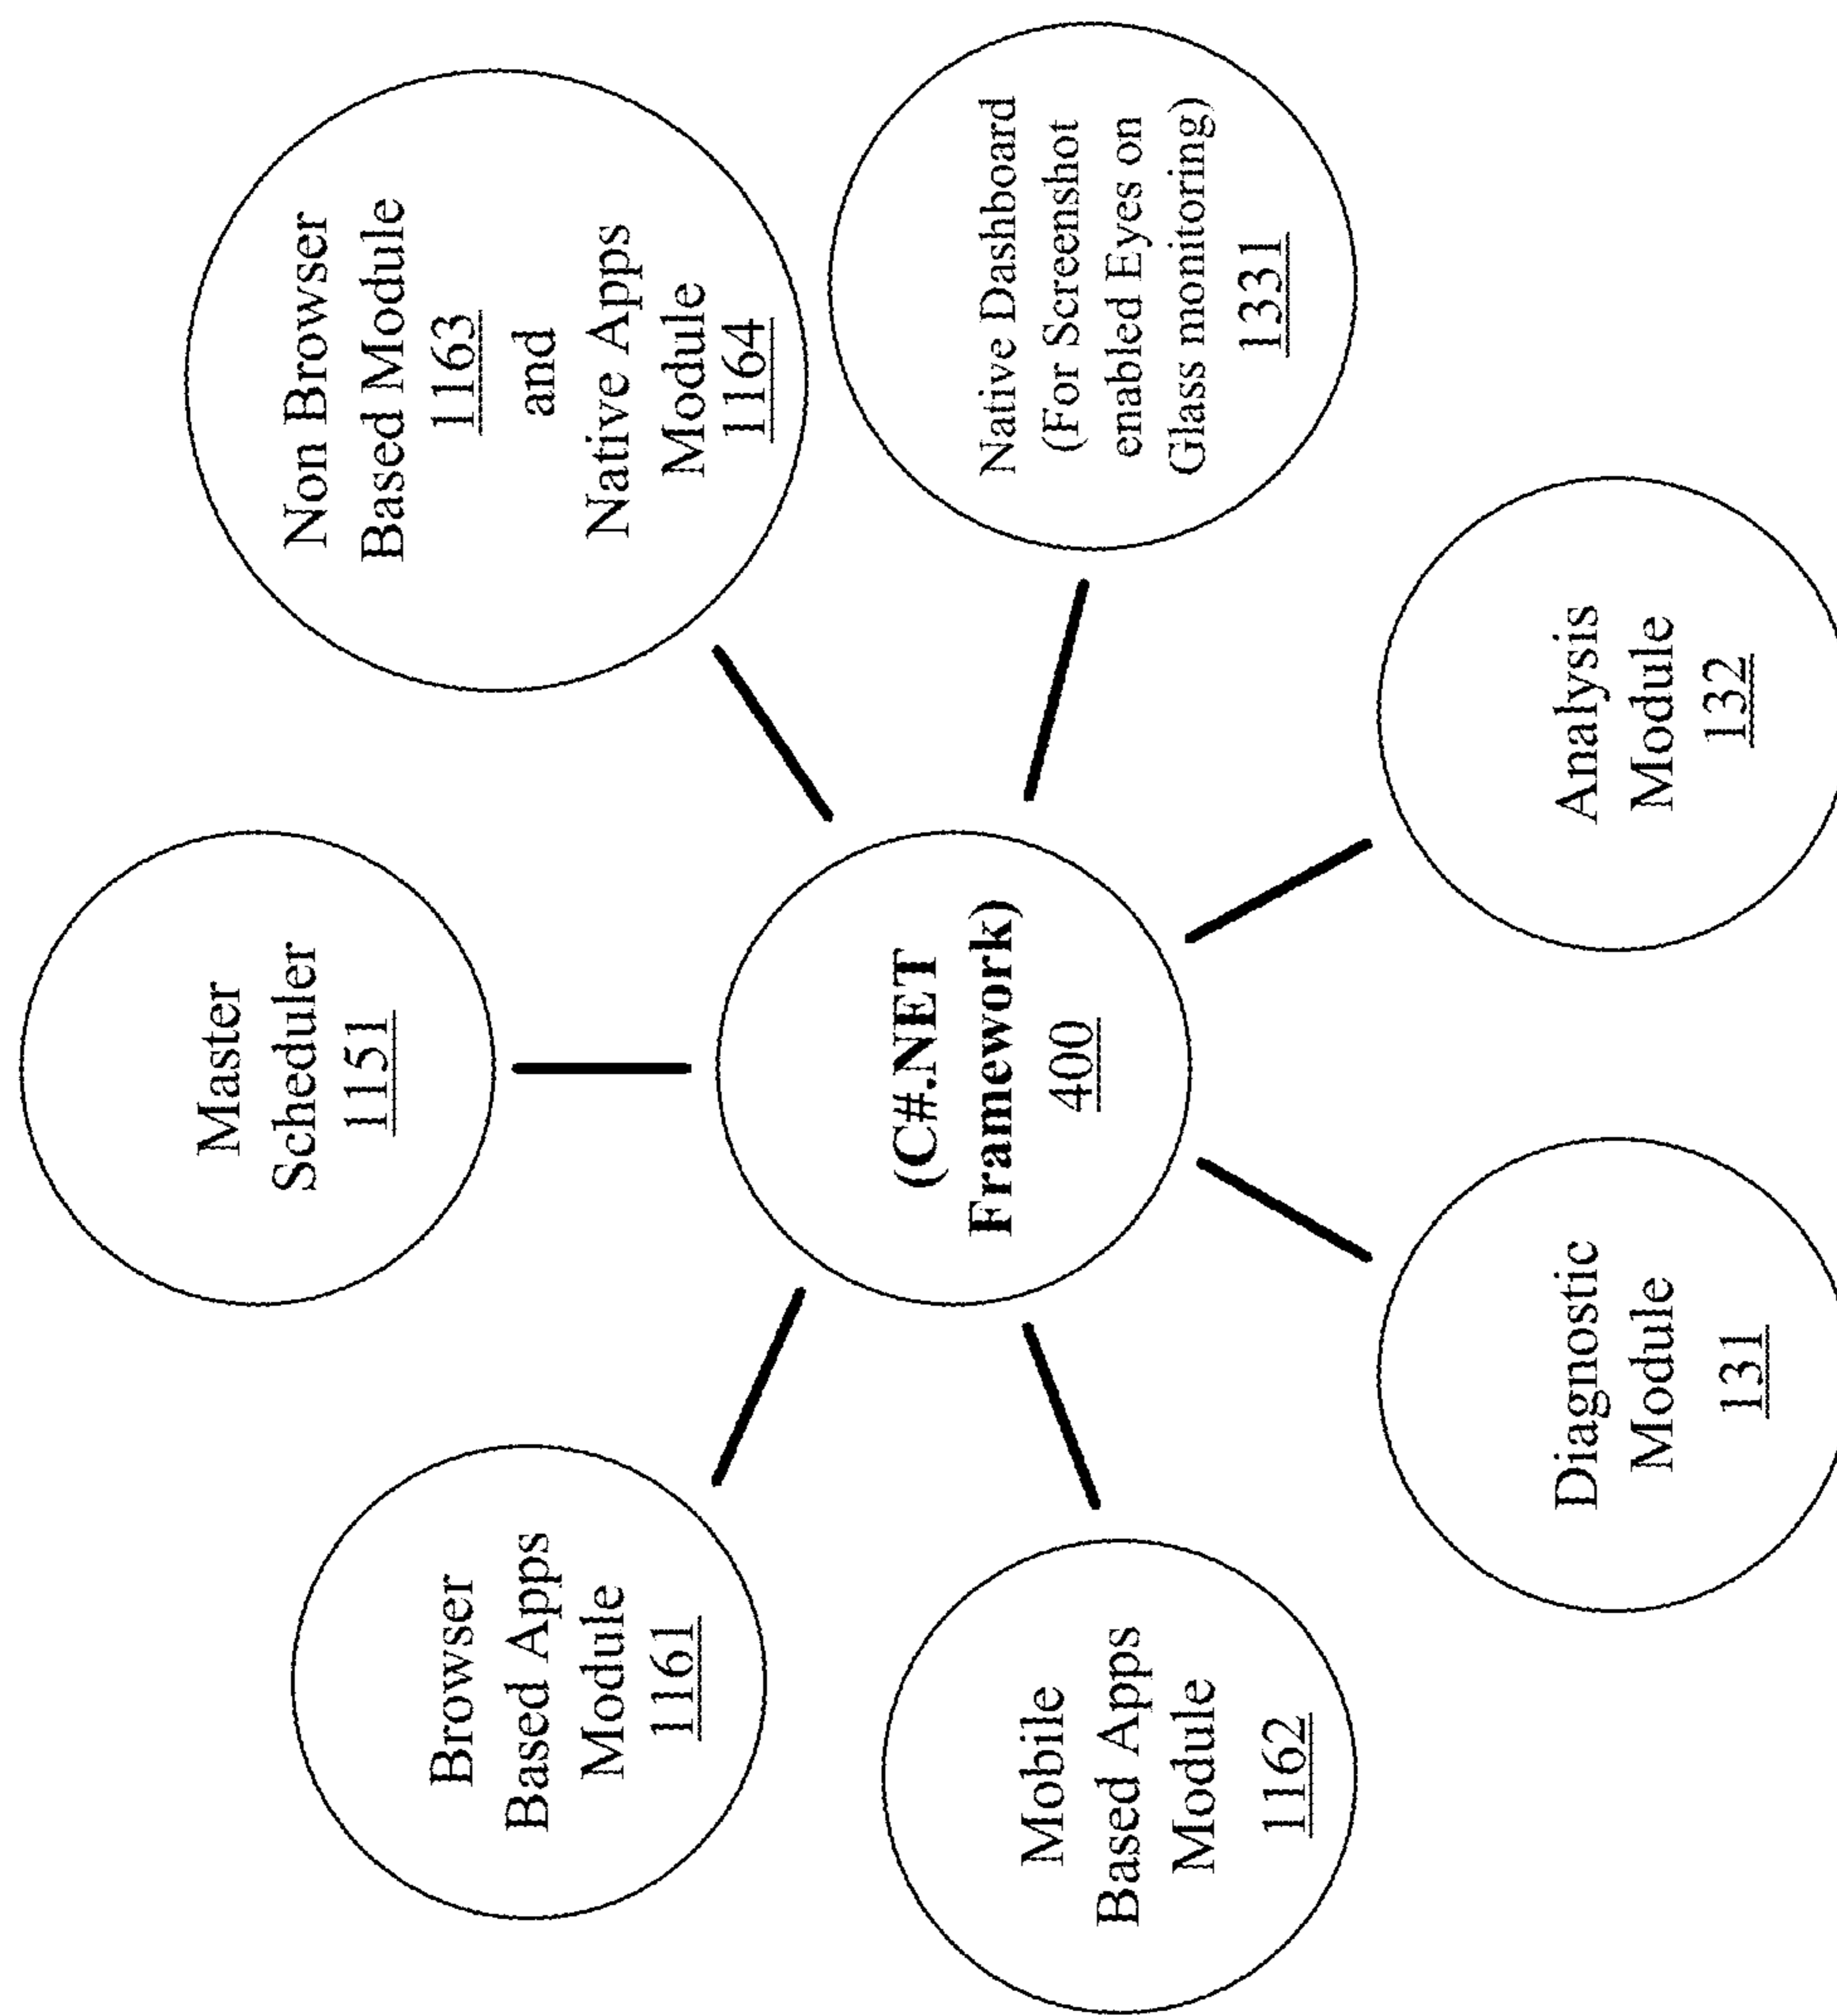 Master
Scheduler
1151
Browser
Based Apps
Module
1161
Non Browser
Based Module
1163
and
Native Apps
Module
1164
(C#.NET
Framework)
400
Mobile
Based Apps
Module
1162
Native Dashboard
(For Screenshot
enabled Eyes on
Glass monitoring)
1331
Diagnostic
Module
131
Analysis
Module
132